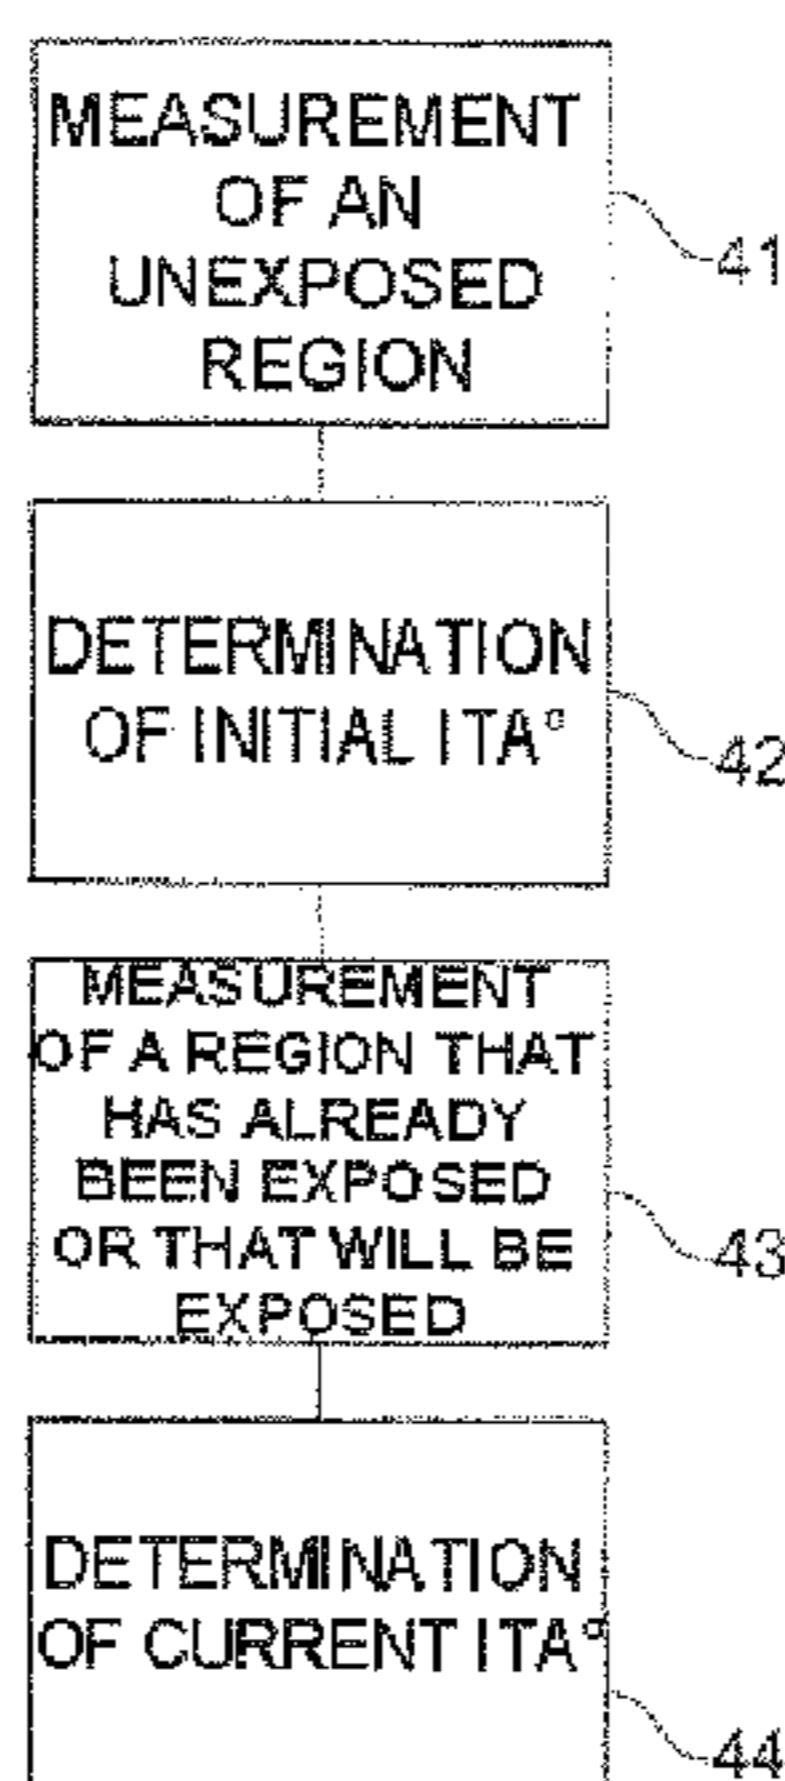 MEASUREMENT
OF AN
UNEXPOSED
REGION
41
DETERMINATION
OF INITIAL ITA°
42
MEASUREMENT
OF A REGION THAT
HAS ALREADY
BEEN EXPOSED
OR THAT WILL BE
EXPOSED
43
DETERMINATION
OF CURRENT ITA°
44